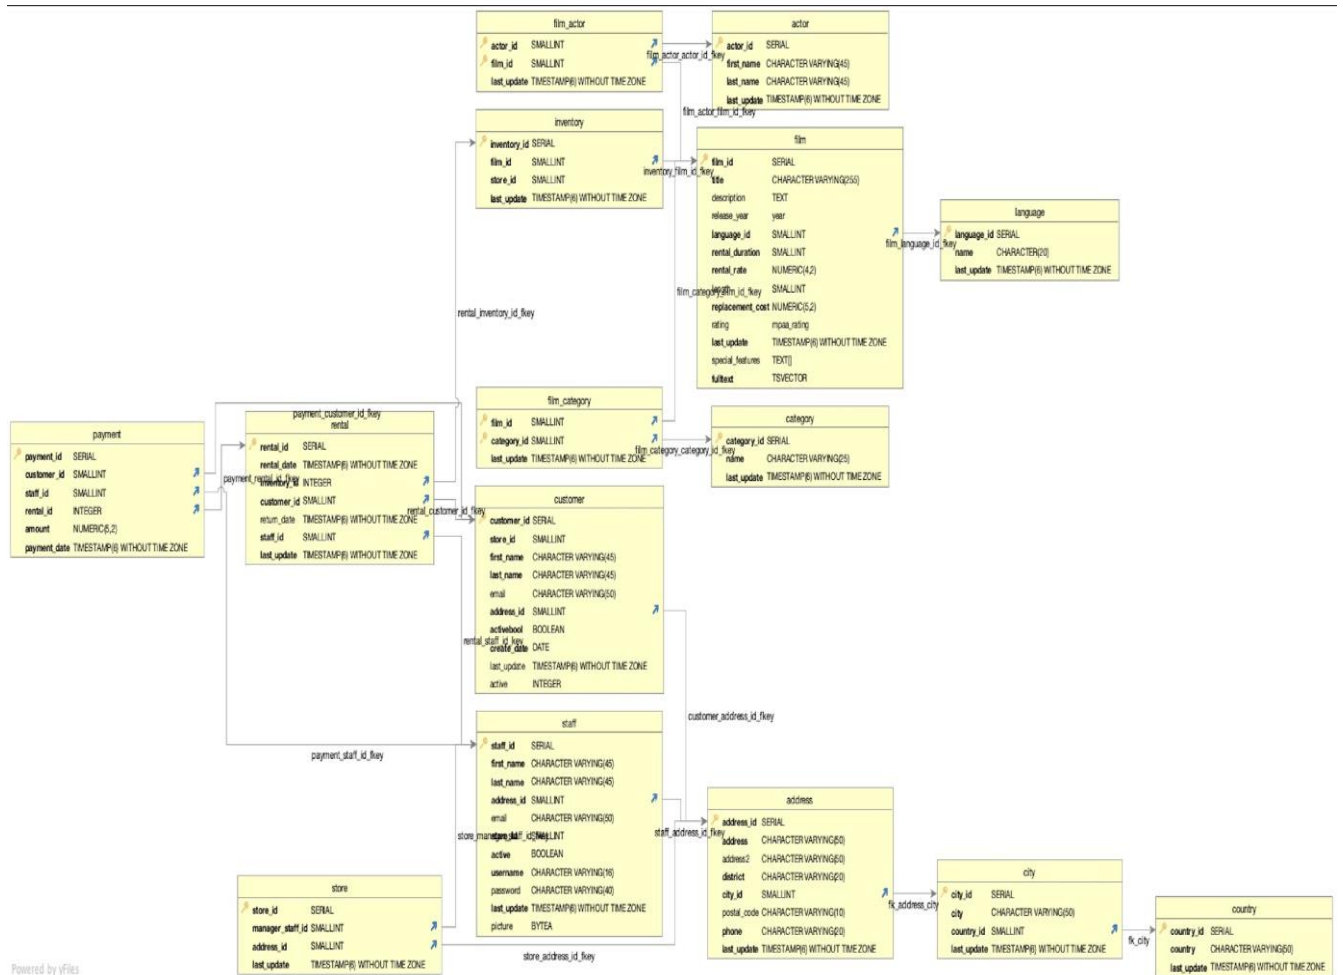 film_actor
actor_id SMALLINT
film_id SMALLINT
last_update TIMESTAMP(6) WITHOUT TIME ZONE
film_actor_actor_id_fkey
film_actor_film_id_fkey
actor
actor_id SERIAL
first_name CHARACTER VARYING(45)
last_name CHARACTER VARYING(45)
last_update TIMESTAMP(6) WITHOUT TIME ZONE
inventory
inventory_id SERIAL
film_id SMALLINT
store_id SMALLINT
last_update TIMESTAMP(6) WITHOUT TIME ZONE
inventory_film_id_fkey
film
film_id SERIAL
title CHARACTER VARYING(255)
description TEXT
release_year year
language_id SMALLINT
rental_duration SMALLINT
rental_rate NUMERIC(4,2)
length SMALLINT
replacement_cost NUMERIC(5,2)
rating mpaa_rating
last_update TIMESTAMP(6) WITHOUT TIME ZONE
special_features TEXT[]
fulltext TSVECTOR
film_language_id_fkey
language
language_id SERIAL
name CHARACTER(20)
last_update TIMESTAMP(6) WITHOUT TIME ZONE
film_category_film_id_fkey
rental_inventory_id_fkey
film_category
film_id SMALLINT
category_id SMALLINT
last_update TIMESTAMP(6) WITHOUT TIME ZONE
film_category_category_id_fkey
category
category_id SERIAL
name CHARACTER VARYING(25)
last_update TIMESTAMP(6) WITHOUT TIME ZONE
payment
payment_id SERIAL
customer_id SMALLINT
staff_id SMALLINT
rental_id INTEGER
amount NUMERIC(5,2)
payment_date TIMESTAMP(6) WITHOUT TIME ZONE
payment_customer_id_fkey
payment_rental_id_fkey
rental
rental_id SERIAL
rental_date TIMESTAMP(6) WITHOUT TIME ZONE
inventory_id INTEGER
customer_id SMALLINT
return_date TIMESTAMP(6) WITHOUT TIME ZONE
staff_id SMALLINT
last_update TIMESTAMP(6) WITHOUT TIME ZONE
rental_customer_id_fkey
customer
customer_id SERIAL
store_id SMALLINT
first_name CHARACTER VARYING(45)
last_name CHARACTER VARYING(45)
email CHARACTER VARYING(50)
address_id SMALLINT
activebool BOOLEAN
create_date DATE
last_update TIMESTAMP(6) WITHOUT TIME ZONE
active INTEGER
rental_staff_id_fkey
customer_address_id_fkey
payment_staff_id_fkey
staff
staff_id SERIAL
first_name CHARACTER VARYING(45)
last_name CHARACTER VARYING(45)
address_id SMALLINT
email CHARACTER VARYING(50)
store_id SMALLINT
active BOOLEAN
username CHARACTER VARYING(16)
password CHARACTER VARYING(40)
last_update TIMESTAMP(6) WITHOUT TIME ZONE
picture BYTEA
store_manager_staff_id_fkey
staff_address_id_fkey
address
address_id SERIAL
address CHARACTER VARYING(50)
address2 CHARACTER VARYING(50)
district CHARACTER VARYING(20)
city_id SMALLINT
postal_code CHARACTER VARYING(10)
phone CHARACTER VARYING(20)
last_update TIMESTAMP(6) WITHOUT TIME ZONE
fk_address_city
city
city_id SERIAL
city CHARACTER VARYING(50)
country_id SMALLINT
last_update TIMESTAMP(6) WITHOUT TIME ZONE
fk_city
country
country_id SERIAL
country CHARACTER VARYING(50)
last_update TIMESTAMP(6) WITHOUT TIME ZONE
store
store_id SERIAL
manager_staff_id SMALLINT
address_id SMALLINT
last_update TIMESTAMP(6) WITHOUT TIME ZONE
store_address_id_fkey
Powered by yFiles